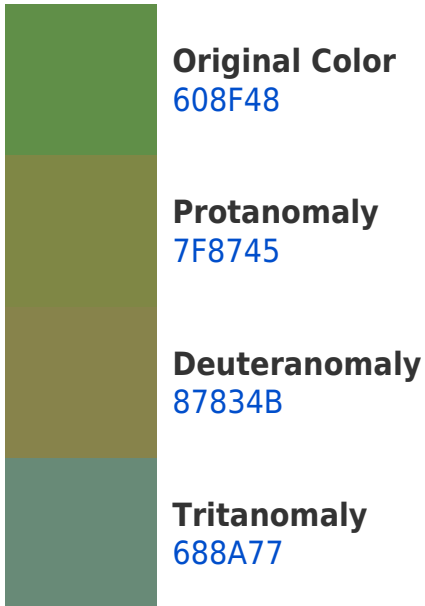 Original Color
608F48
Protanomaly
7F8745
Deuteranomaly
87834B
Tritanomaly
688A77